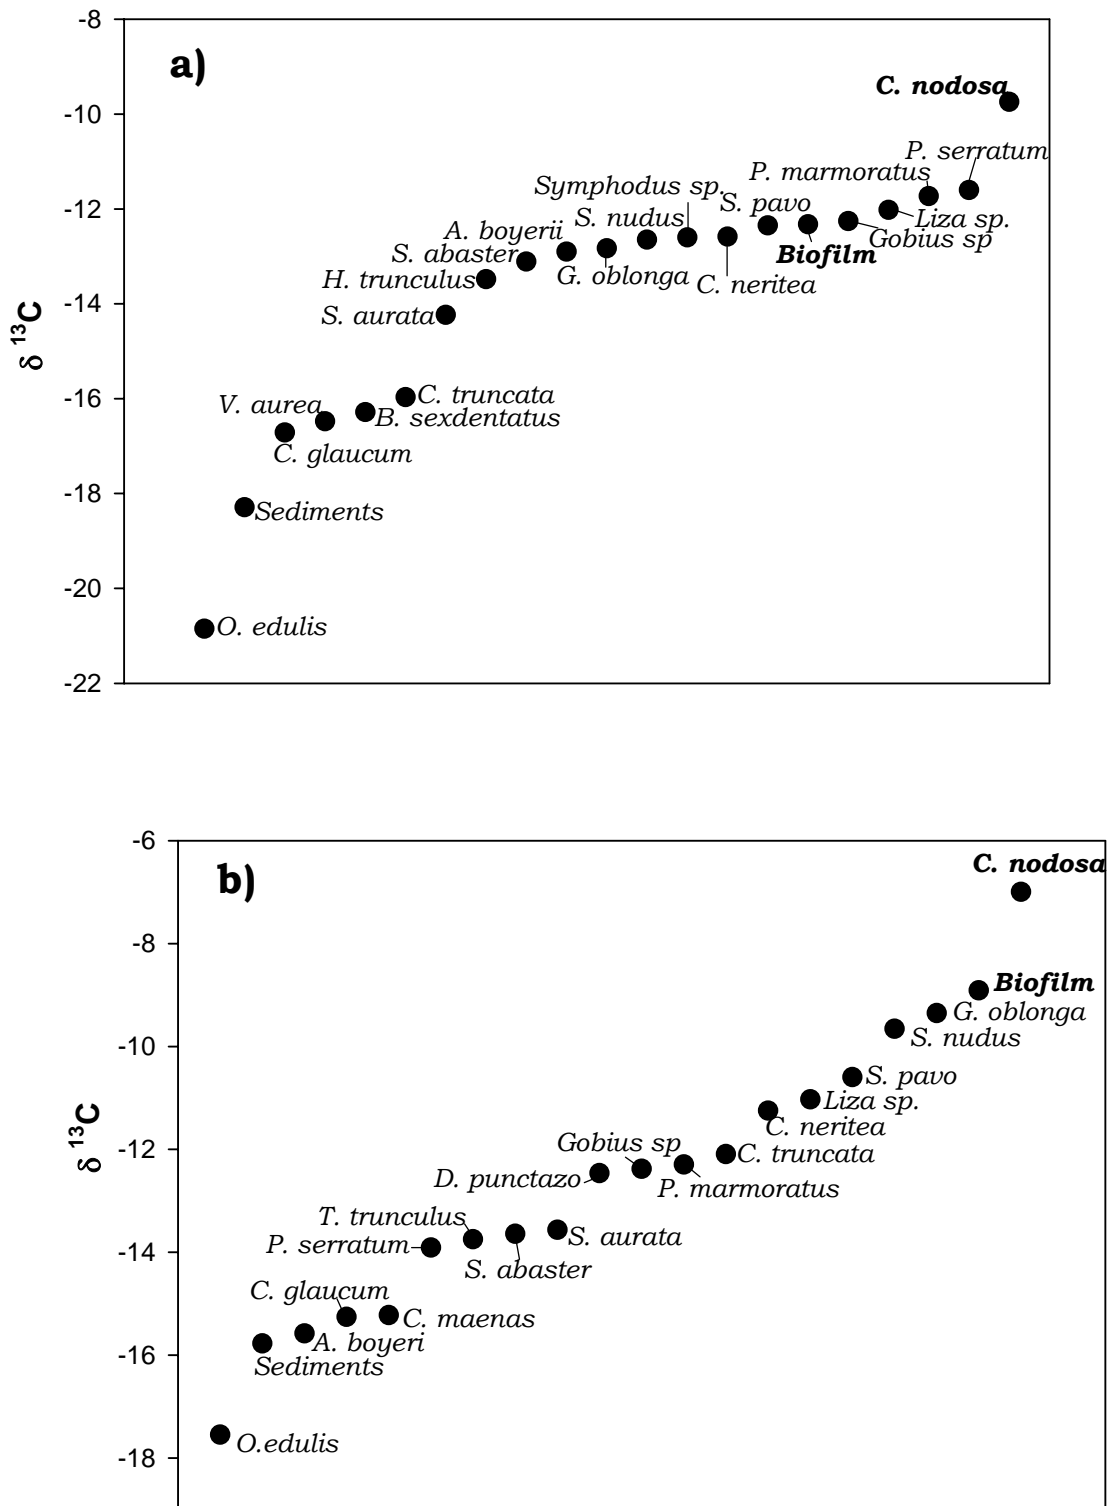 -8
a)
C. nodosa
-10
P. serratum
P. marmoratus
Symphodus sp.
S. pavo
-12
S. nudus
Liza sp.
A. boyerii
Gobius sp
S. abaster
Biofilm
H. trunculus
G. oblonga
C. neritea
-14
S. aurata
δ 13C
-16
C. truncata
V. aurea
B. sexdentatus
C. glaucum
-18
Sediments
-20
O. edulis
-22
-6
C. nodosa
b)
-8
Biofilm
G. oblonga
S. nudus
-10
S. pavo
Liza sp.
C. neritea
δ 13C
-12
Gobius sp
C. truncata
D. punctazo
P. marmoratus
T. trunculus
S. aurata
P. serratum
-14
S. abaster
C. glaucum
C. maenas
A. boyeri
-16
Sediments
O.edulis
-18